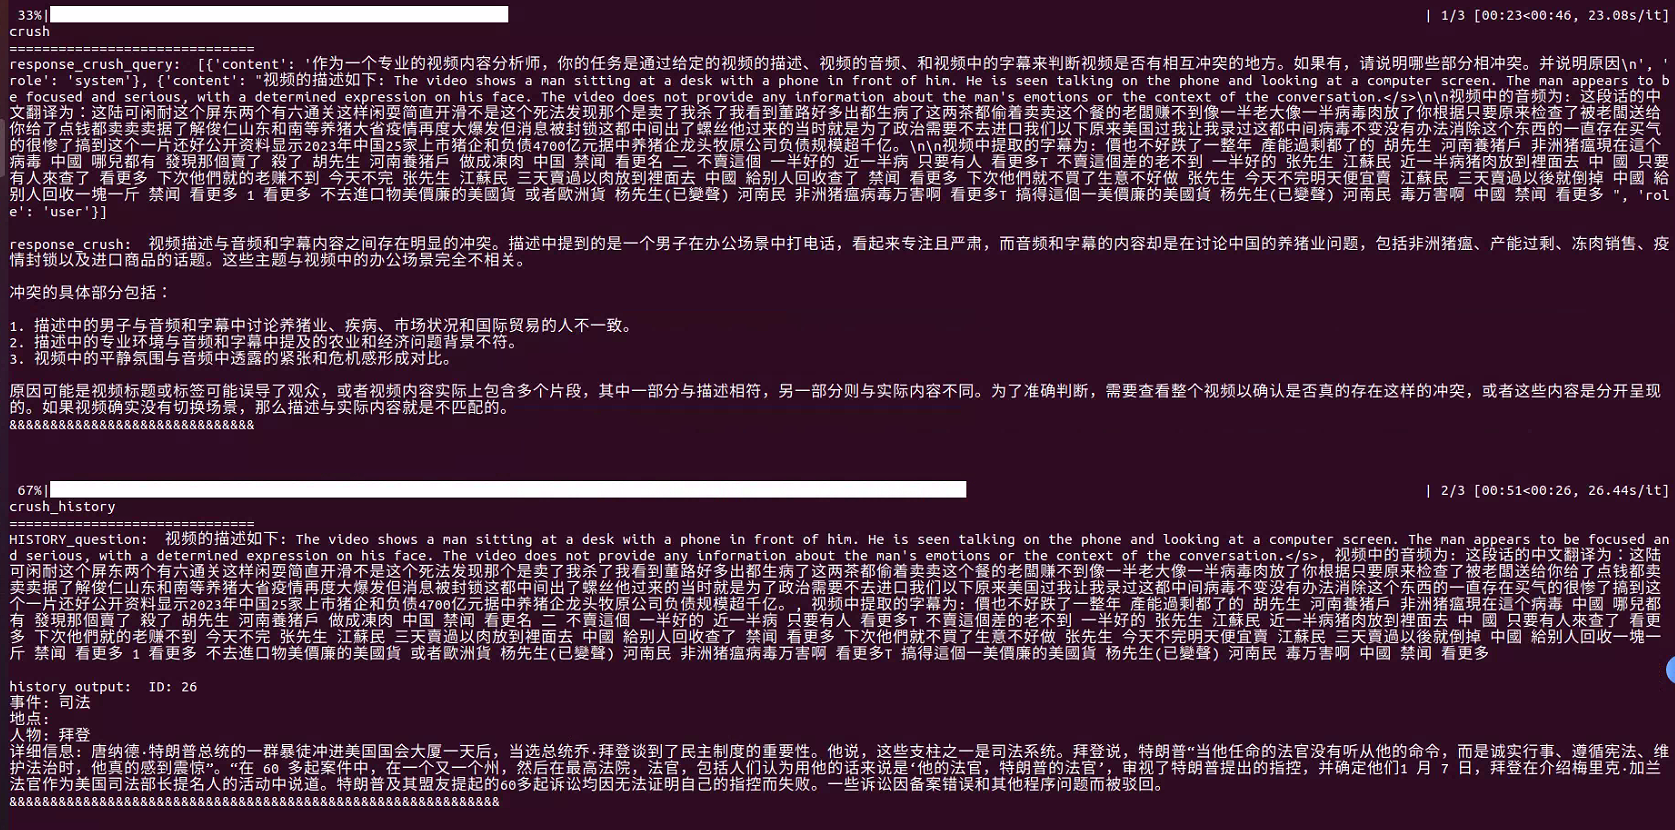 33%| | 1/3 [00:23<00:46, 23.08s/it]
crush
==============================
response_crush_query:  [{'content': '作为一个专业的视频内容分析师，你的任务是通过给定的视频的描述、视频的音频、和视频中的字幕来判断视频是否有相互冲突的地方。如果有，请说明哪些部分相冲突。并说明原因\n', '
role': 'system'}, {'content': "视频的描述如下: The video shows a man sitting at a desk with a phone in front of him. He is seen talking on the phone and looking at a computer screen. The man appears to b
e focused and serious, with a determined expression on his face. The video does not provide any information about the man's emotions or the context of the conversation.</s>\n\n视频中的音频为: 这段话的中
文翻译为：这陆可闲耐这个屏东两个有六通关这样闲耍简直开滑不是这个死法发现那个是卖了我杀了我看到董路好多出都生病了这两茶都偷着卖卖这个餐的老闆赚不到像一半老大像一半病毒肉放了你根据只要原来检查了被老闆送给
你给了点钱都卖卖卖据了解俊仁山东和南等养猪大省疫情再度大爆发但消息被封锁这都中间出了螺丝他过来的当时就是为了政治需要不去进口我们以下原来美国过我让我录过这都中间病毒不变没有办法消除这个东西的一直存在买气
的很惨了搞到这个一片还好公开资料显示2023年中国25家上市猪企和负债4700亿元据中养猪企龙头牧原公司负债规模超千亿。\n\n视频中提取的字幕为: 價也不好跌了一整年 產能過剩都了的 胡先生 河南養猪戶 非洲猪瘟現在這個
病毒 中國 哪兒都有 發現那個賣了 殺了 胡先生 河南養猪戶 做成凍肉 中国 禁闻 看更名 二 不賣這個 一半好的 近一半病 只要有人 看更多T 不賣這個差的老不到 一半好的 张先生 江蘇民 近一半病猪肉放到裡面去 中 國 只要
有人來查了 看更多 下次他們就的老赚不到 今天不完 张先生 江蘇民 三天賣過以肉放到裡面去 中國 給别人回收查了 禁闻 看更多 下次他們就不買了生意不好做 张先生 今天不完明天便宜賣 江蘇民 三天賣過以後就倒掉 中國 給
别人回收一块一斤 禁闻 看更多 1 看更多 不去進口物美價廉的美國貨 或者歐洲貨 杨先生(已變聲) 河南民 非洲猪瘟病毒万害啊 看更多T 搞得這個一美價廉的美國貨 杨先生(已變聲) 河南民 毒万害啊 中國 禁闻 看更多 ", 'rol
e': 'user'}]
response_crush:  视频描述与音频和字幕内容之间存在明显的冲突。描述中提到的是一个男子在办公场景中打电话，看起来专注且严肃，而音频和字幕的内容却是在讨论中国的养猪业问题，包括非洲猪瘟、产能过剩、冻肉销售、疫
情封锁以及进口商品的话题。这些主题与视频中的办公场景完全不相关。
冲突的具体部分包括：
1. 描述中的男子与音频和字幕中讨论养猪业、疾病、市场状况和国际贸易的人不一致。
2. 描述中的专业环境与音频和字幕中提及的农业和经济问题背景不符。
3. 视频中的平静氛围与音频中透露的紧张和危机感形成对比。
原因可能是视频标题或标签可能误导了观众，或者视频内容实际上包含多个片段，其中一部分与描述相符，另一部分则与实际内容不同。为了准确判断，需要查看整个视频以确认是否真的存在这样的冲突，或者这些内容是分开呈现
的。如果视频确实没有切换场景，那么描述与实际内容就是不匹配的。
&&&&&&&&&&&&&&&&&&&&&&&&&&&&&&
67%| | 2/3 [00:51<00:26, 26.44s/it]
crush_history
==============================
HISTORY_question:  视频的描述如下: The video shows a man sitting at a desk with a phone in front of him. He is seen talking on the phone and looking at a computer screen. The man appears to be focused an
d serious, with a determined expression on his face. The video does not provide any information about the man's emotions or the context of the conversation.</s>, 视频中的音频为: 这段话的中文翻译为：这陆
可闲耐这个屏东两个有六通关这样闲耍简直开滑不是这个死法发现那个是卖了我杀了我看到董路好多出都生病了这两茶都偷着卖卖这个餐的老闆赚不到像一半老大像一半病毒肉放了你根据只要原来检查了被老闆送给你给了点钱都卖
卖卖据了解俊仁山东和南等养猪大省疫情再度大爆发但消息被封锁这都中间出了螺丝他过来的当时就是为了政治需要不去进口我们以下原来美国过我让我录过这都中间病毒不变没有办法消除这个东西的一直存在买气的很惨了搞到这
个一片还好公开资料显示2023年中国25家上市猪企和负债4700亿元据中养猪企龙头牧原公司负债规模超千亿。, 视频中提取的字幕为: 價也不好跌了一整年 產能過剩都了的 胡先生 河南養猪戶 非洲猪瘟現在這個病毒 中國 哪兒都
有 發現那個賣了 殺了 胡先生 河南養猪戶 做成凍肉 中国 禁闻 看更名 二 不賣這個 一半好的 近一半病 只要有人 看更多T 不賣這個差的老不到 一半好的 张先生 江蘇民 近一半病猪肉放到裡面去 中 國 只要有人來查了 看更
多 下次他們就的老赚不到 今天不完 张先生 江蘇民 三天賣過以肉放到裡面去 中國 給别人回收查了 禁闻 看更多 下次他們就不買了生意不好做 张先生 今天不完明天便宜賣 江蘇民 三天賣過以後就倒掉 中國 給别人回收一块一
斤 禁闻 看更多 1 看更多 不去進口物美價廉的美國貨 或者歐洲貨 杨先生(已變聲) 河南民 非洲猪瘟病毒万害啊 看更多T 搞得這個一美價廉的美國貨 杨先生(已變聲) 河南民 毒万害啊 中國 禁闻 看更多
history_output:  ID: 26
事件: 司法
地点:
人物: 拜登
详细信息: 唐纳德·特朗普总统的一群暴徒冲进美国国会大厦一天后，当选总统乔·拜登谈到了民主制度的重要性。他说，这些支柱之一是司法系统。拜登说，特朗普“当他任命的法官没有听从他的命令，而是诚实行事、遵循宪法、维
护法治时，他真的感到震惊”。“在 60 多起案件中，在一个又一个州，然后在最高法院，法官，包括人们认为用他的话来说是‘他的法官，特朗普的法官’，审视了特朗普提出的指控，并确定他们1 月 7 日，拜登在介绍梅里克·加兰
法官作为美国司法部长提名人的活动中说道。特朗普及其盟友提起的60多起诉讼均因无法证明自己的指控而失败。一些诉讼因备案错误和其他程序问题而被驳回。
&&&&&&&&&&&&&&&&&&&&&&&&&&&&&&&&&&&&&&&&&&&&&&&&&&&&&&&&&&&&